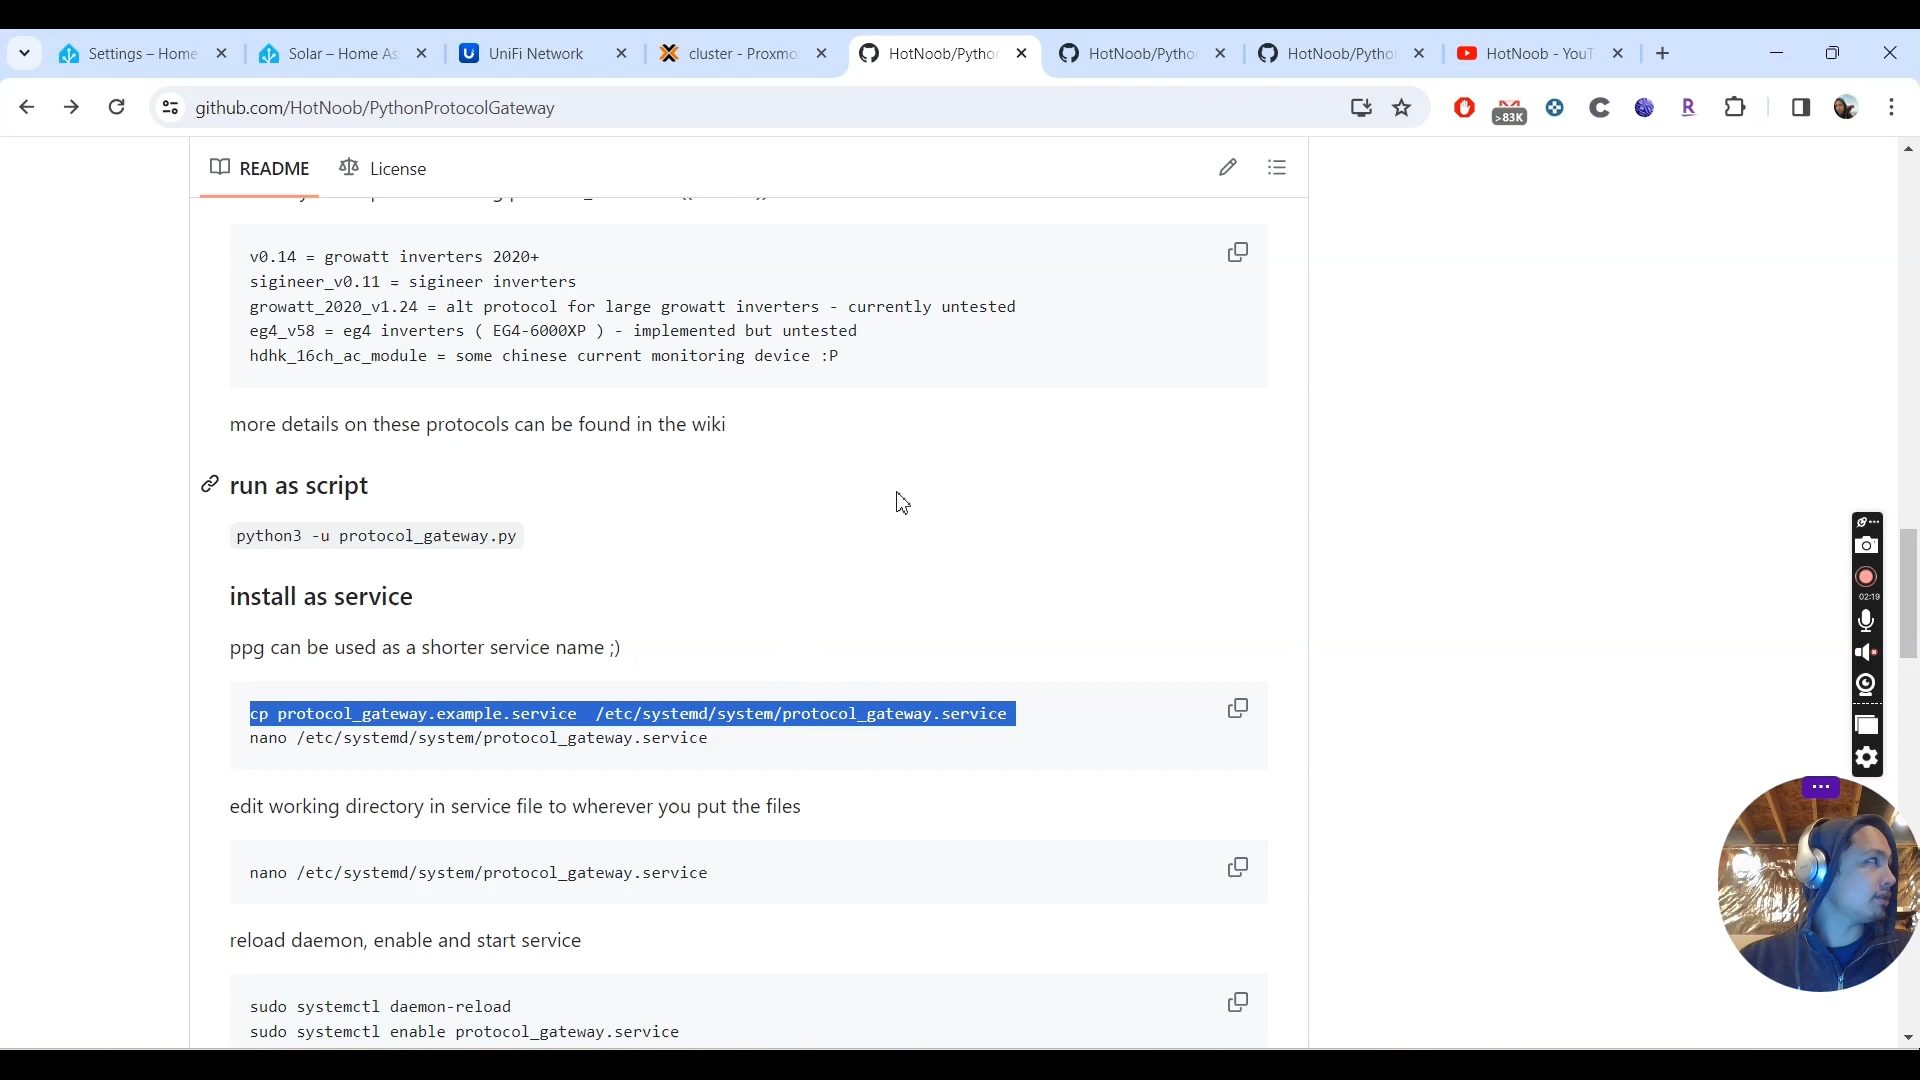 Settings – Home
Solar – Home As
UniFi Network
cluster - Proxmo
HotNoob/Python
HotNoob/Pytho
HotNoob/Pytho
HotNoob - YouT
github.com/HotNoob/PythonProtocolGateway
>83K
README
License
v0.14 = growatt inverters 2020+
sigineer_v0.11 = sigineer inverters
growatt_2020_v1.24 = alt protocol for large growatt inverters - currently untested
eg4_v58 = eg4 inverters ( EG4-6000XP ) - implemented but untested
hdhk_16ch_ac_module = some chinese current monitoring device :P
more details on these protocols can be found in the wiki
run as script
python3 -u protocol_gateway.py
install as service
ppg can be used as a shorter service name ;)
cp protocol_gateway.example.service  /etc/systemd/system/protocol_gateway.service
nano /etc/systemd/system/protocol_gateway.service
edit working directory in service file to wherever you put the files
nano /etc/systemd/system/protocol_gateway.service
reload daemon, enable and start service
sudo systemctl daemon-reload
sudo systemctl enable protocol_gateway.service
02:19